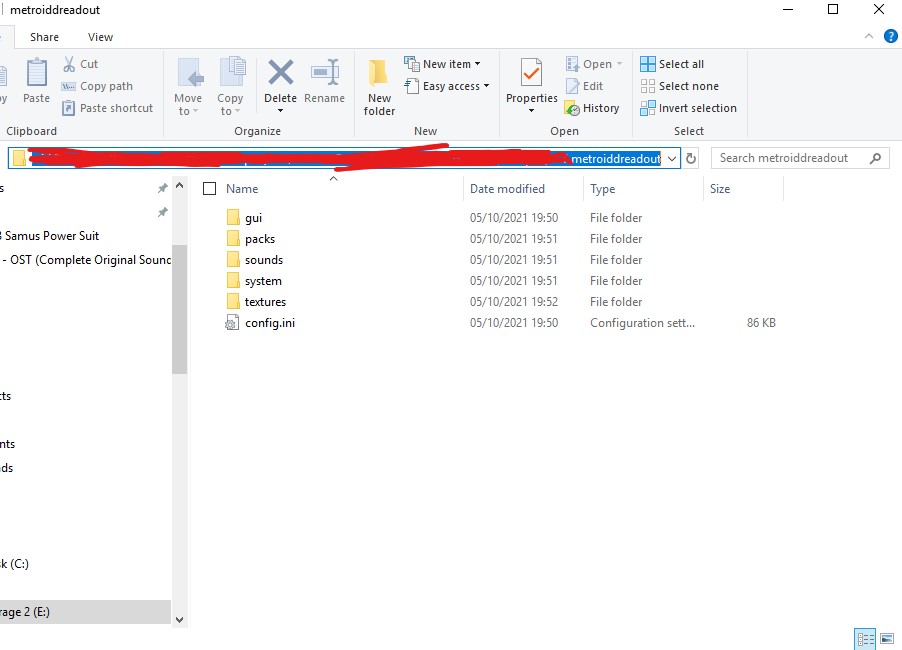 metroiddreadout
Share View
Cut
Copy path
Paste shortcut
Paste
Move to
Copy to
Delete
Rename
New folder
New item
Easy access
Properties
Open
Edit
History
Select all
Select none
Invert selection
Clipboard Organize New Open Select
metroiddreadout
Search metroiddreadout
Name Date modified Type Size
gui 05/10/2021 19:50 File folder
packs 05/10/2021 19:51 File folder
sounds 05/10/2021 19:51 File folder
system 05/10/2021 19:51 File folder
textures 05/10/2021 19:52 File folder
config.ini 05/10/2021 19:50 Configuration sett... 86 KB
Samus Power Suit
- OST (Complete Original Sounc
(C:)
rage 2 (E:)